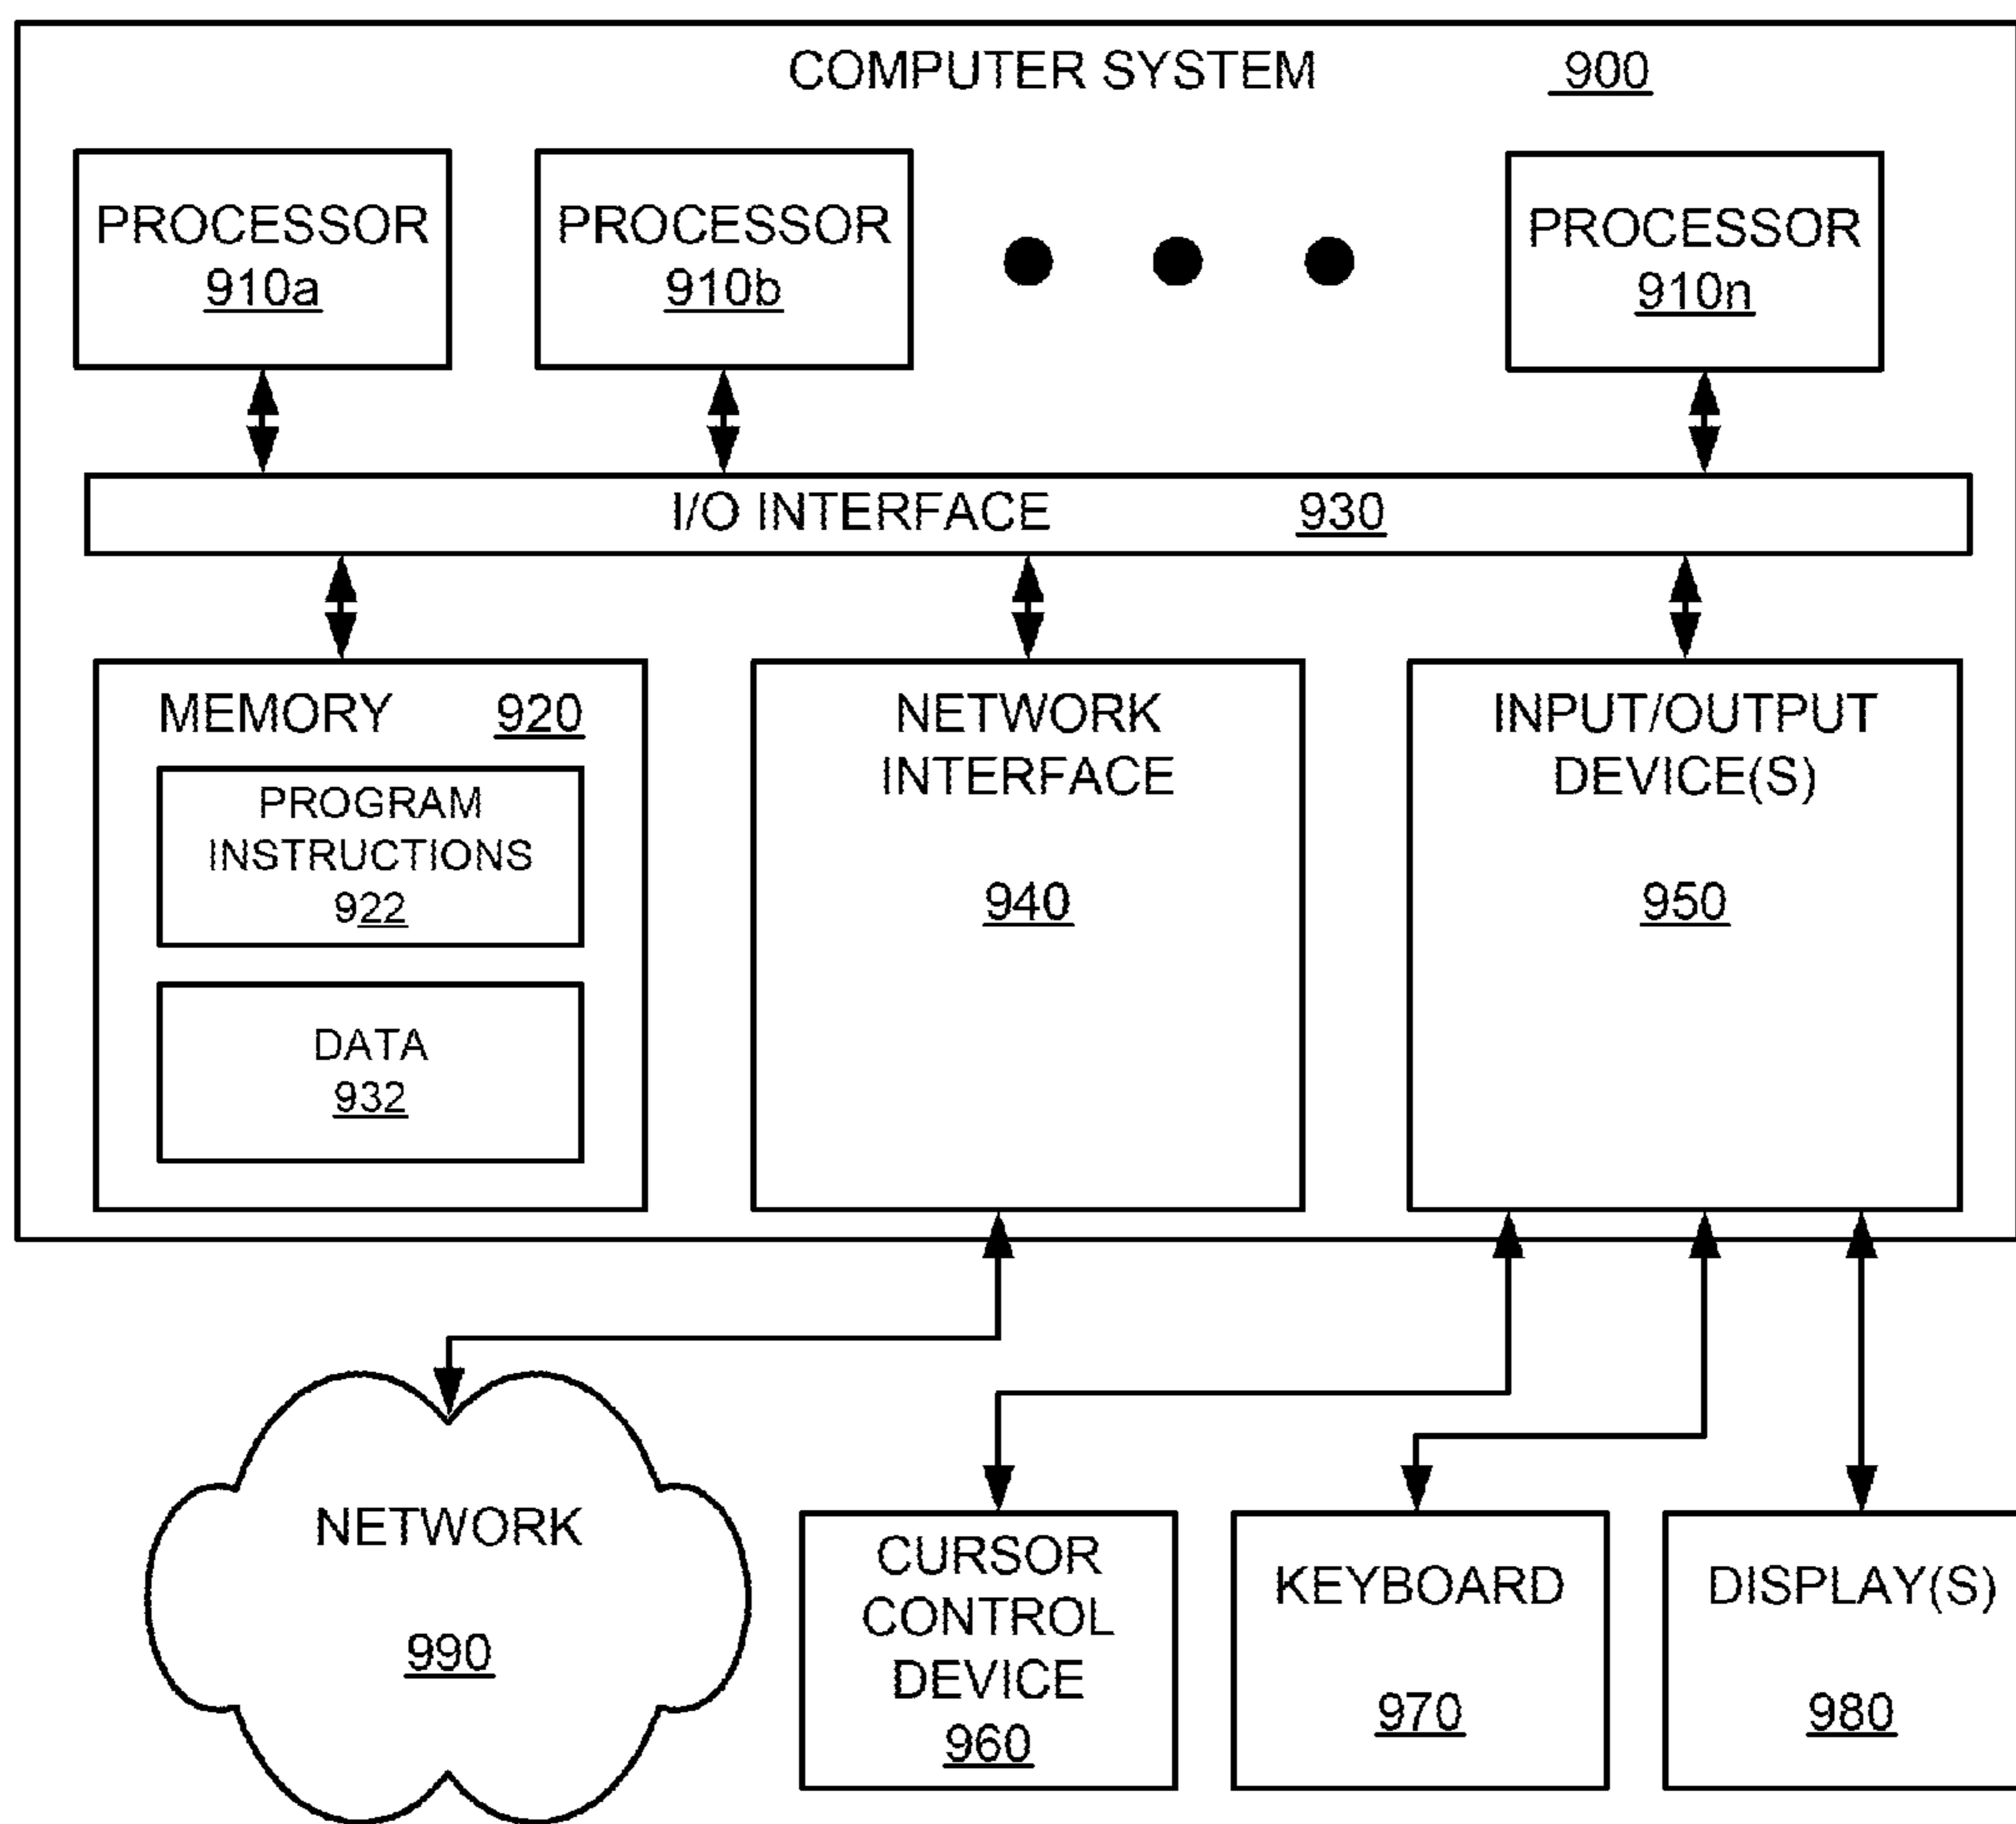 COMPUTER SYSTEM 900
PROCESSOR
910a
PROCESSOR
910b
PROCESSOR
910n
I/O INTERFACE 930
MEMORY 920
PROGRAM
INSTRUCTIONS
922
DATA
932
NETWORK
INTERFACE
940
INPUT/OUTPUT
DEVICE(S)
950
NETWORK
990
CURSOR
CONTROL
DEVICE
960
KEYBOARD
970
DISPLAY(S)
980